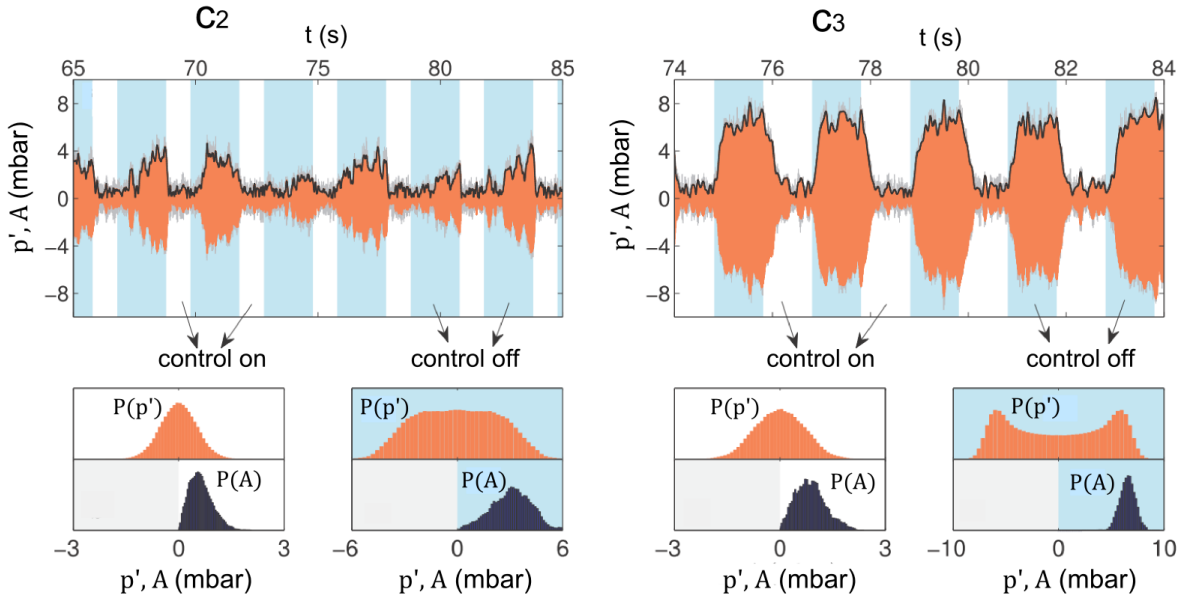 C2
t (s)
65 70 75 80 85
p', A (mbar)
8
4
0
-4
-8
control on
control off
P(p')
P(A)
-3 0 3
p', A (mbar)
P(p')
P(A)
-6 0 6
p', A (mbar)
C3
t (s)
74 76 78 80 82 84
p', A (mbar)
8
4
0
-4
-8
control on
control off
P(p')
P(A)
-3 0 3
p', A (mbar)
P(p')
P(A)
-10 0 10
p', A (mbar)